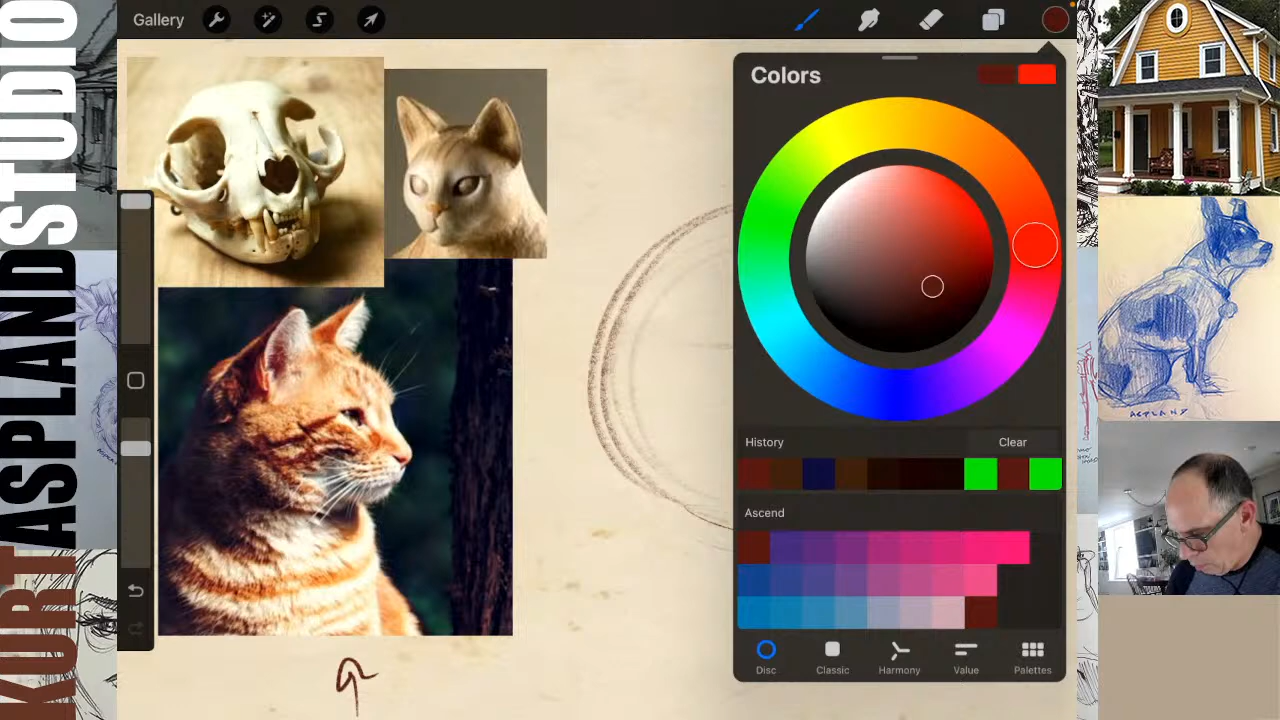 KURT ASPLAND STUDIO
Gallery
Colors
History
Clear
Ascend
Disc
Classic
Harmony
Value
Palettes
ASPLAND